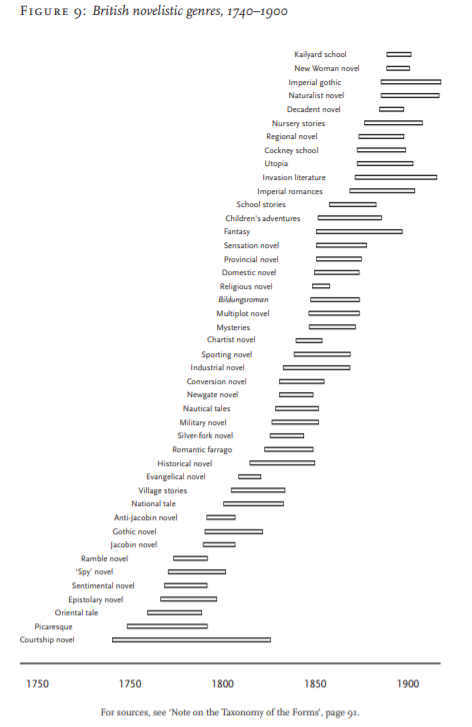 FIGURE 9: British novelistic genres, 1740–1900
Kailyard school
New Woman novel
Imperial gothic
Naturalist novel
Decadent novel
Nursery stories
Regional novel
Cockney school
Utopia
Invasion literature
Imperial romances
School stories
Children's adventures
Fantasy
Sensation novel
Provincial novel
Domestic novel
Religious novel
Bildungsroman
Multiplot novel
Mysteries
Chartist novel
Sporting novel
Industrial novel
Conversion novel
Newgate novel
Nautical tales
Military novel
Silver-fork novel
Romantic farrago
Historical novel
Evangelical novel
Village stories
National tale
Anti-Jacobin novel
Gothic novel
Jacobin novel
Ramble novel
'Spy' novel
Sentimental novel
Epistolary novel
Oriental tale
Picaresque
Courtship novel
1750 1750 1800 1850 1900
For sources, see 'Note on the Taxonomy of the Forms', page 91.